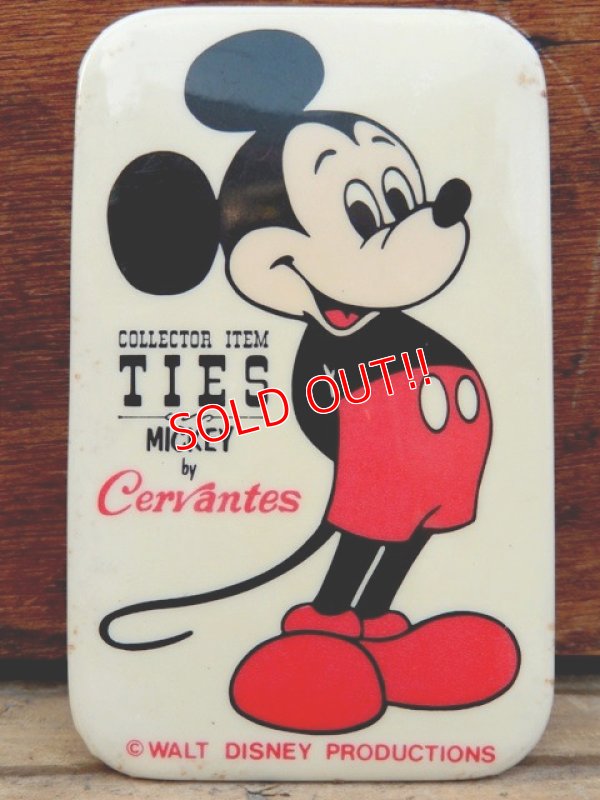 COLLECTOR ITEM
TIES
MICKEY
by
Cervantes
SOLD OUT!!
© WALT DISNEY PRODUCTIONS